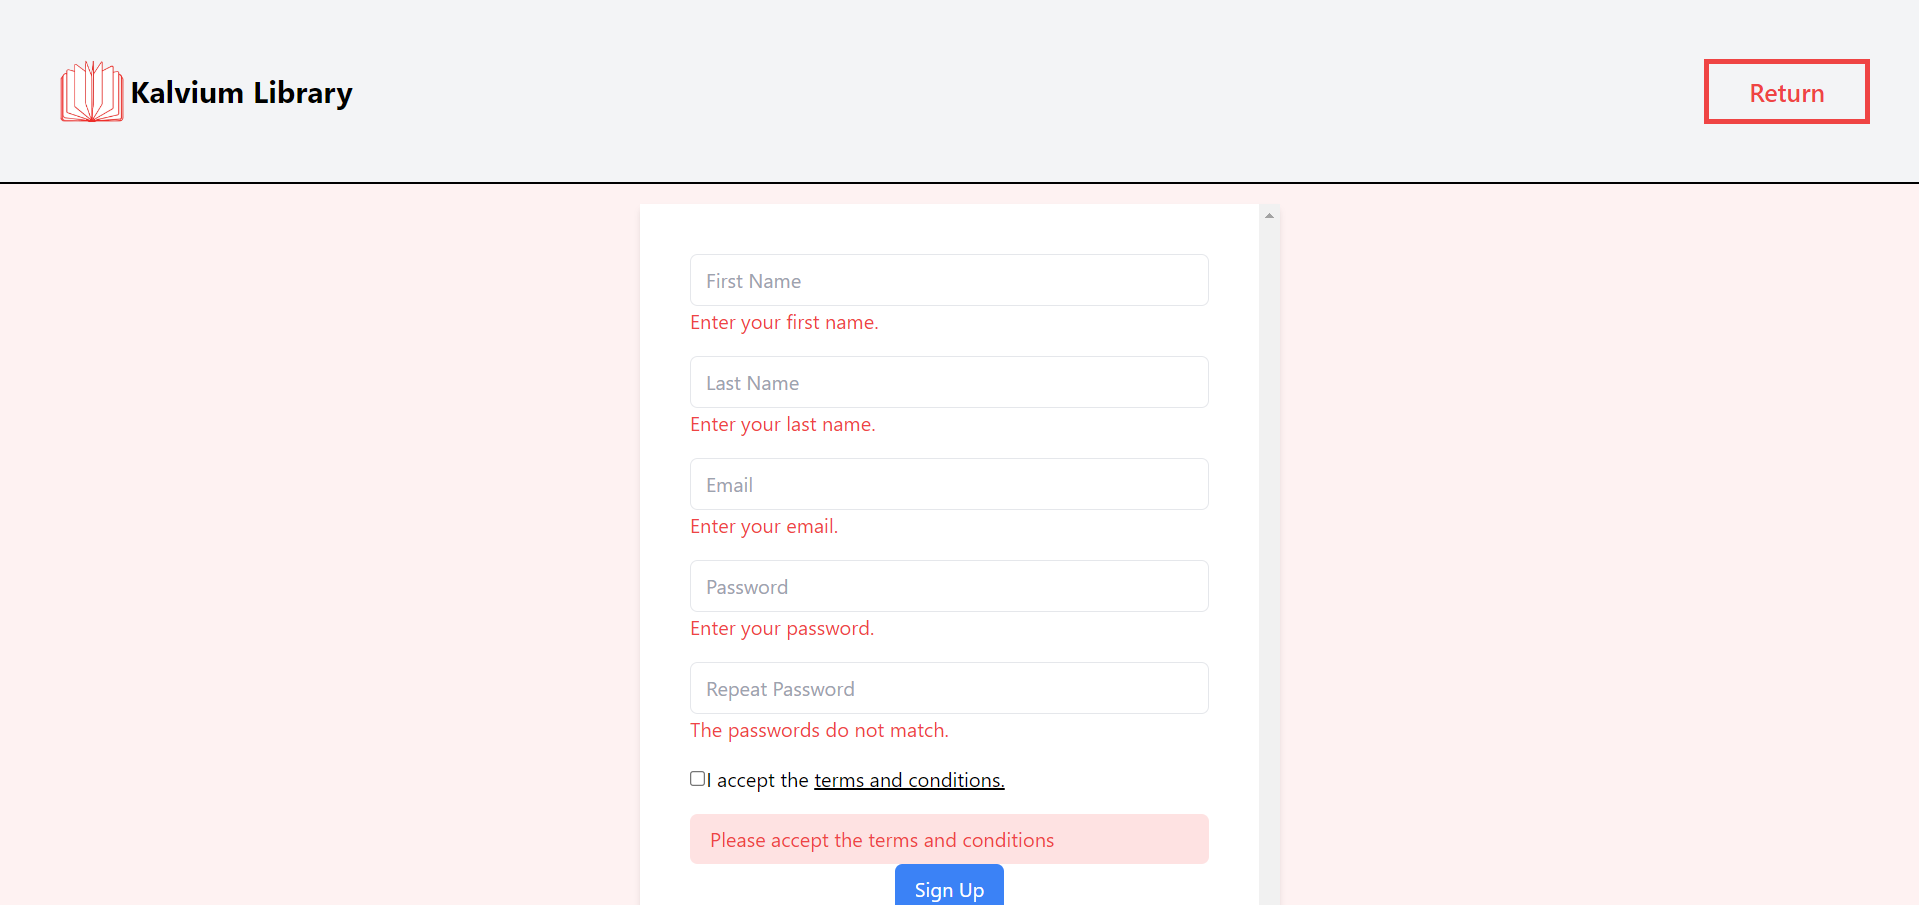 Kalvium Library
Return
First Name
Enter your first name.
Last Name
Enter your last name.
Email
Enter your email.
Password
Enter your password.
Repeat Password
The passwords do not match.
I accept the terms and conditions.
Please accept the terms and conditions
Sign Up